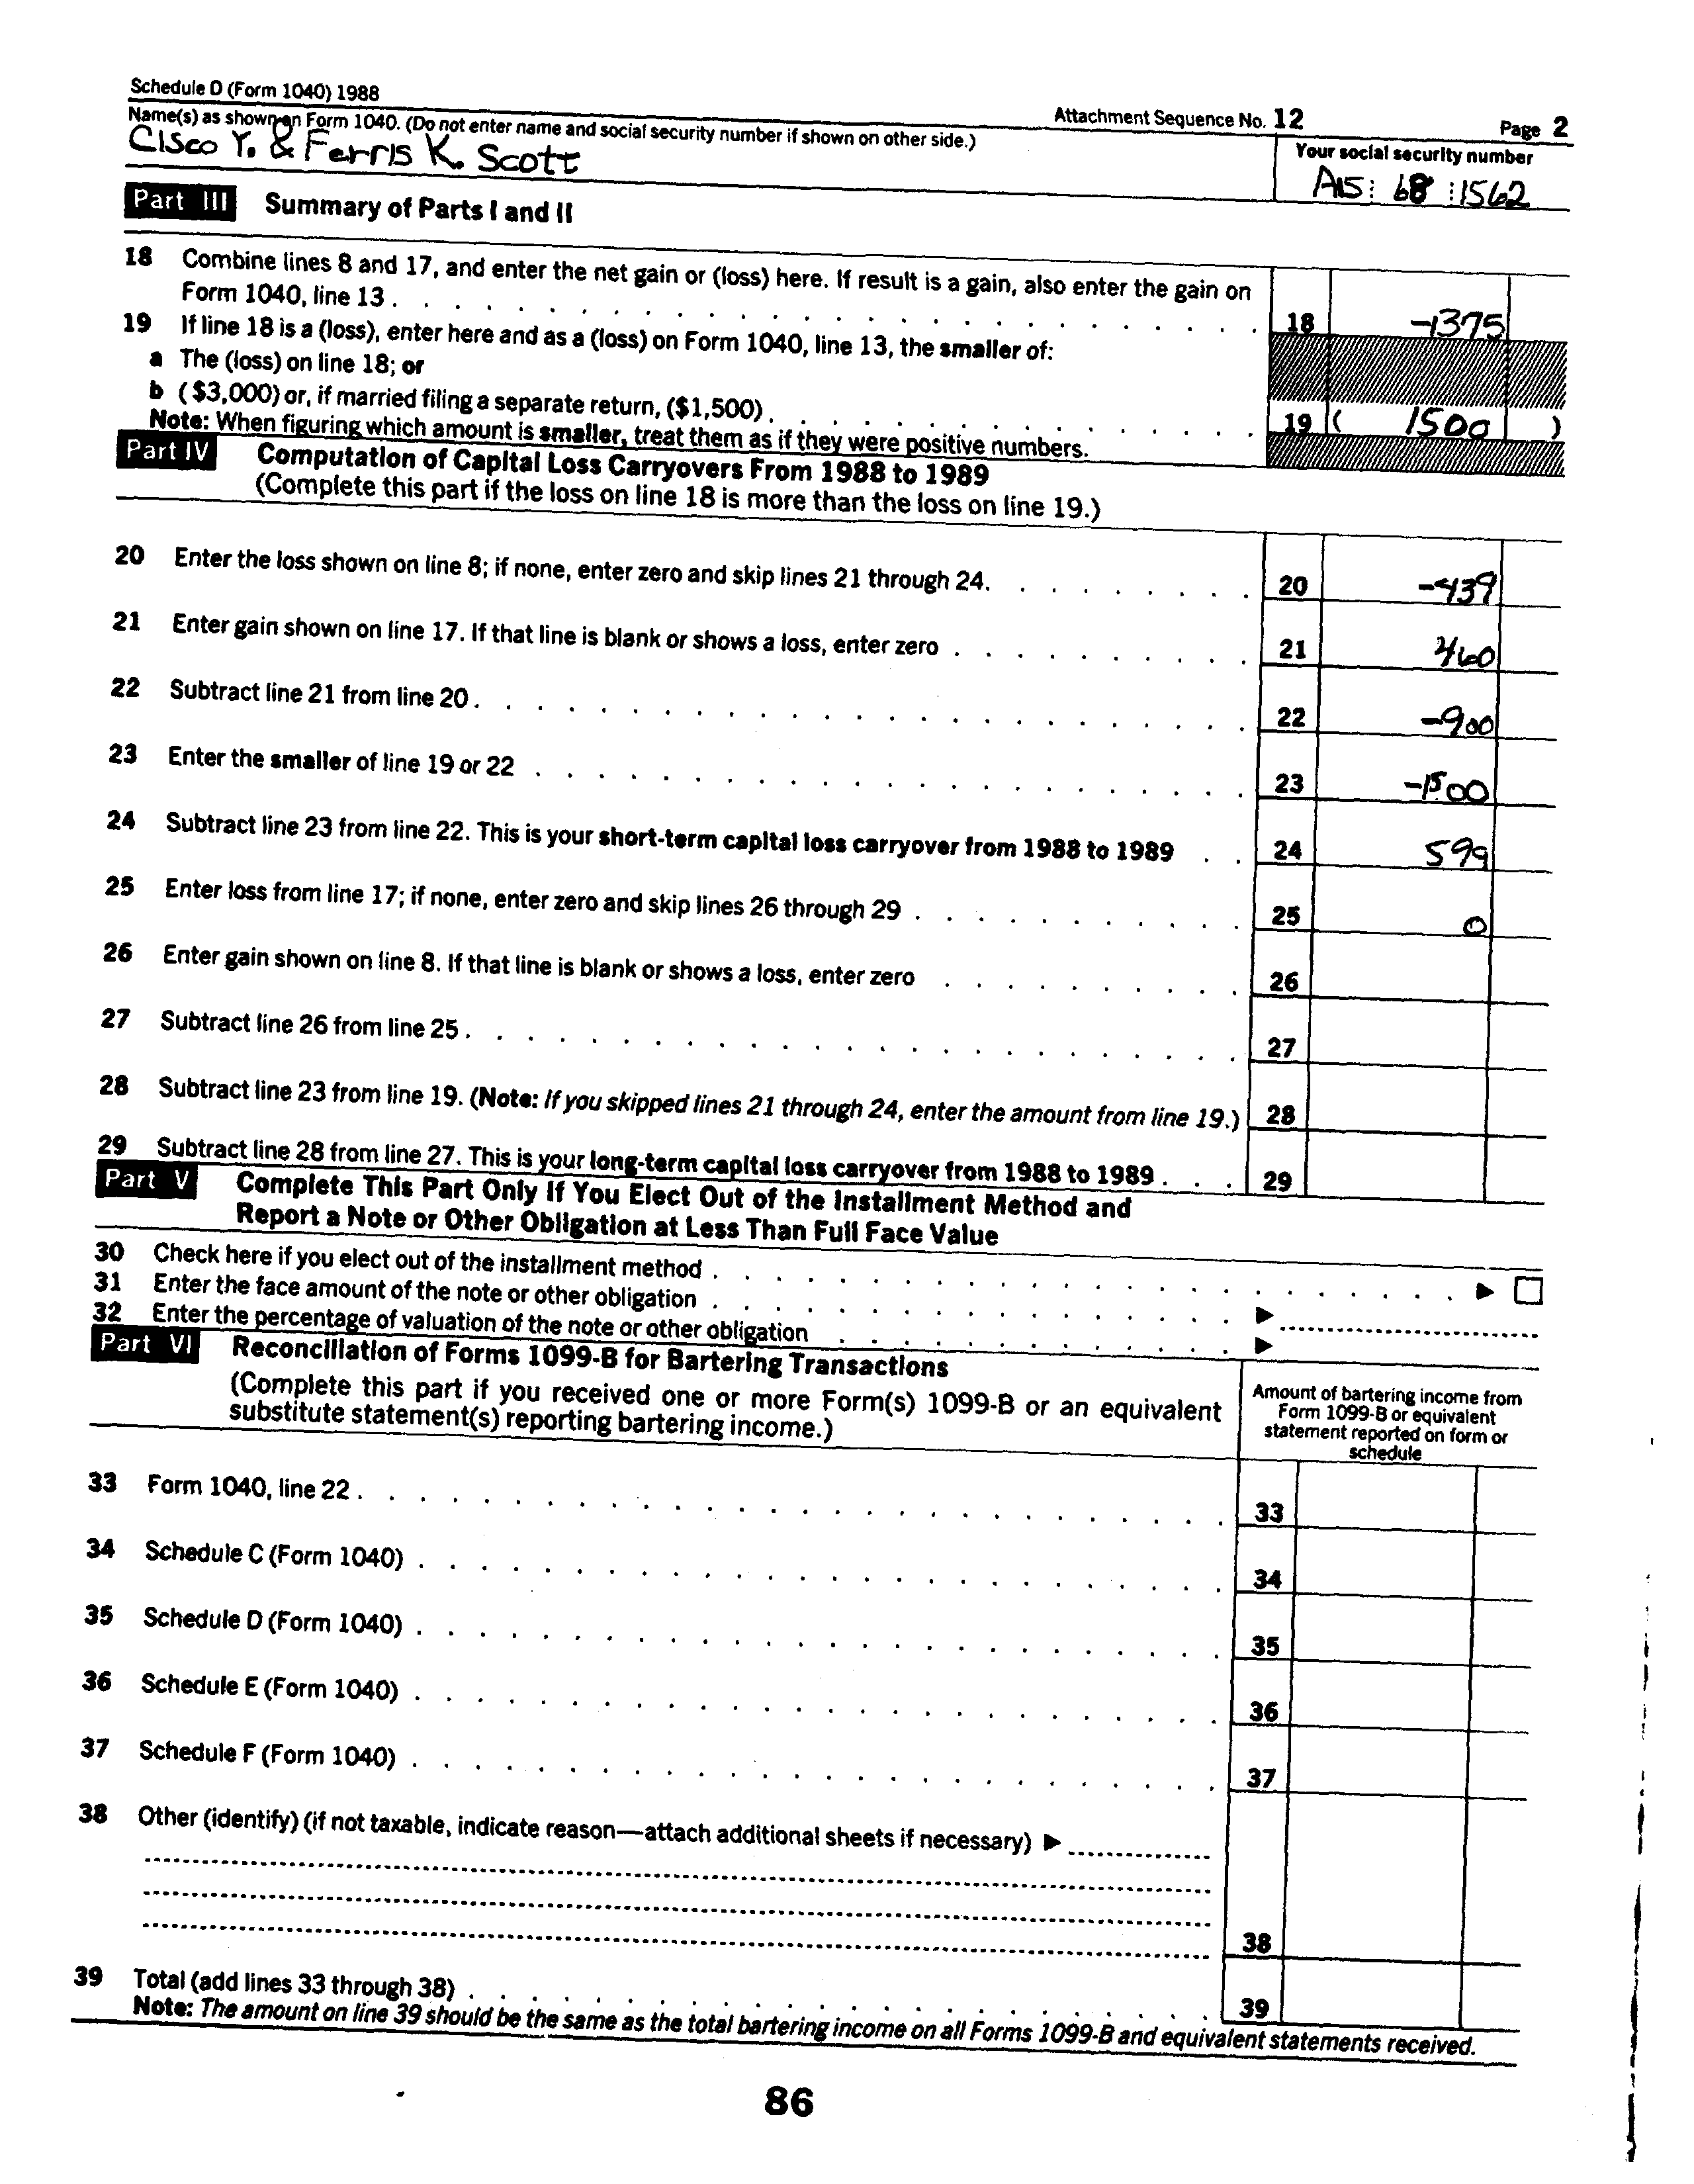 Schedule D (Form 1040) 1988
Attachment Sequence No. 12
Page 2
Name(s) as shown on Form 1040. (Do not enter name and social security number if shown on other side.)
Your social security number
Cisco Y. & Ferris K. Scott
A15 68 1562
Part III Summary of Parts I and II
18 Combine lines 8 and 17, and enter the net gain or (loss) here. If result is a gain, also enter the gain on
Form 1040, line 13 . 18 -1375
19 If line 18 is a (loss), enter here and as a (loss) on Form 1040, line 13, the smaller of:
a The (loss) on line 18; or
b ($3,000) or, if married filing a separate return, ($1,500) . 19 ( 1500 )
Note: When figuring which amount is smaller, treat them as if they were positive numbers.
Part IV Computation of Capital Loss Carryovers From 1988 to 1989
(Complete this part if the loss on line 18 is more than the loss on line 19.)
20 Enter the loss shown on line 8; if none, enter zero and skip lines 21 through 24. 20 -439
21 Enter gain shown on line 17. If that line is blank or shows a loss, enter zero . 21 460
22 Subtract line 21 from line 20 . 22 -900
23 Enter the smaller of line 19 or 22 . 23 -1500
24 Subtract line 23 from line 22. This is your short-term capital loss carryover from 1988 to 1989 . 24 599
25 Enter loss from line 17; if none, enter zero and skip lines 26 through 29 . 25 0
26 Enter gain shown on line 8. If that line is blank or shows a loss, enter zero . 26
27 Subtract line 26 from line 25 . 27
28 Subtract line 23 from line 19. (Note: If you skipped lines 21 through 24, enter the amount from line 19.) 28
29 Subtract line 28 from line 27. This is your long-term capital loss carryover from 1988 to 1989 . 29
Part V Complete This Part Only If You Elect Out of the Installment Method and
Report a Note or Other Obligation at Less Than Full Face Value
30 Check here if you elect out of the installment method .
31 Enter the face amount of the note or other obligation .
32 Enter the percentage of valuation of the note or other obligation .
Part VI Reconciliation of Forms 1099-B for Bartering Transactions
(Complete this part if you received one or more Form(s) 1099-B or an equivalent
substitute statement(s) reporting bartering income.)
Amount of bartering income from
Form 1099-B or equivalent
statement reported on form or
schedule
33 Form 1040, line 22 . 33
34 Schedule C (Form 1040) . 34
35 Schedule D (Form 1040) . 35
36 Schedule E (Form 1040) . 36
37 Schedule F (Form 1040) . 37
38 Other (identify) (if not taxable, indicate reason—attach additional sheets if necessary) ▶
38
39 Total (add lines 33 through 38) . 39
Note: The amount on line 39 should be the same as the total bartering income on all Forms 1099-B and equivalent statements received.
86